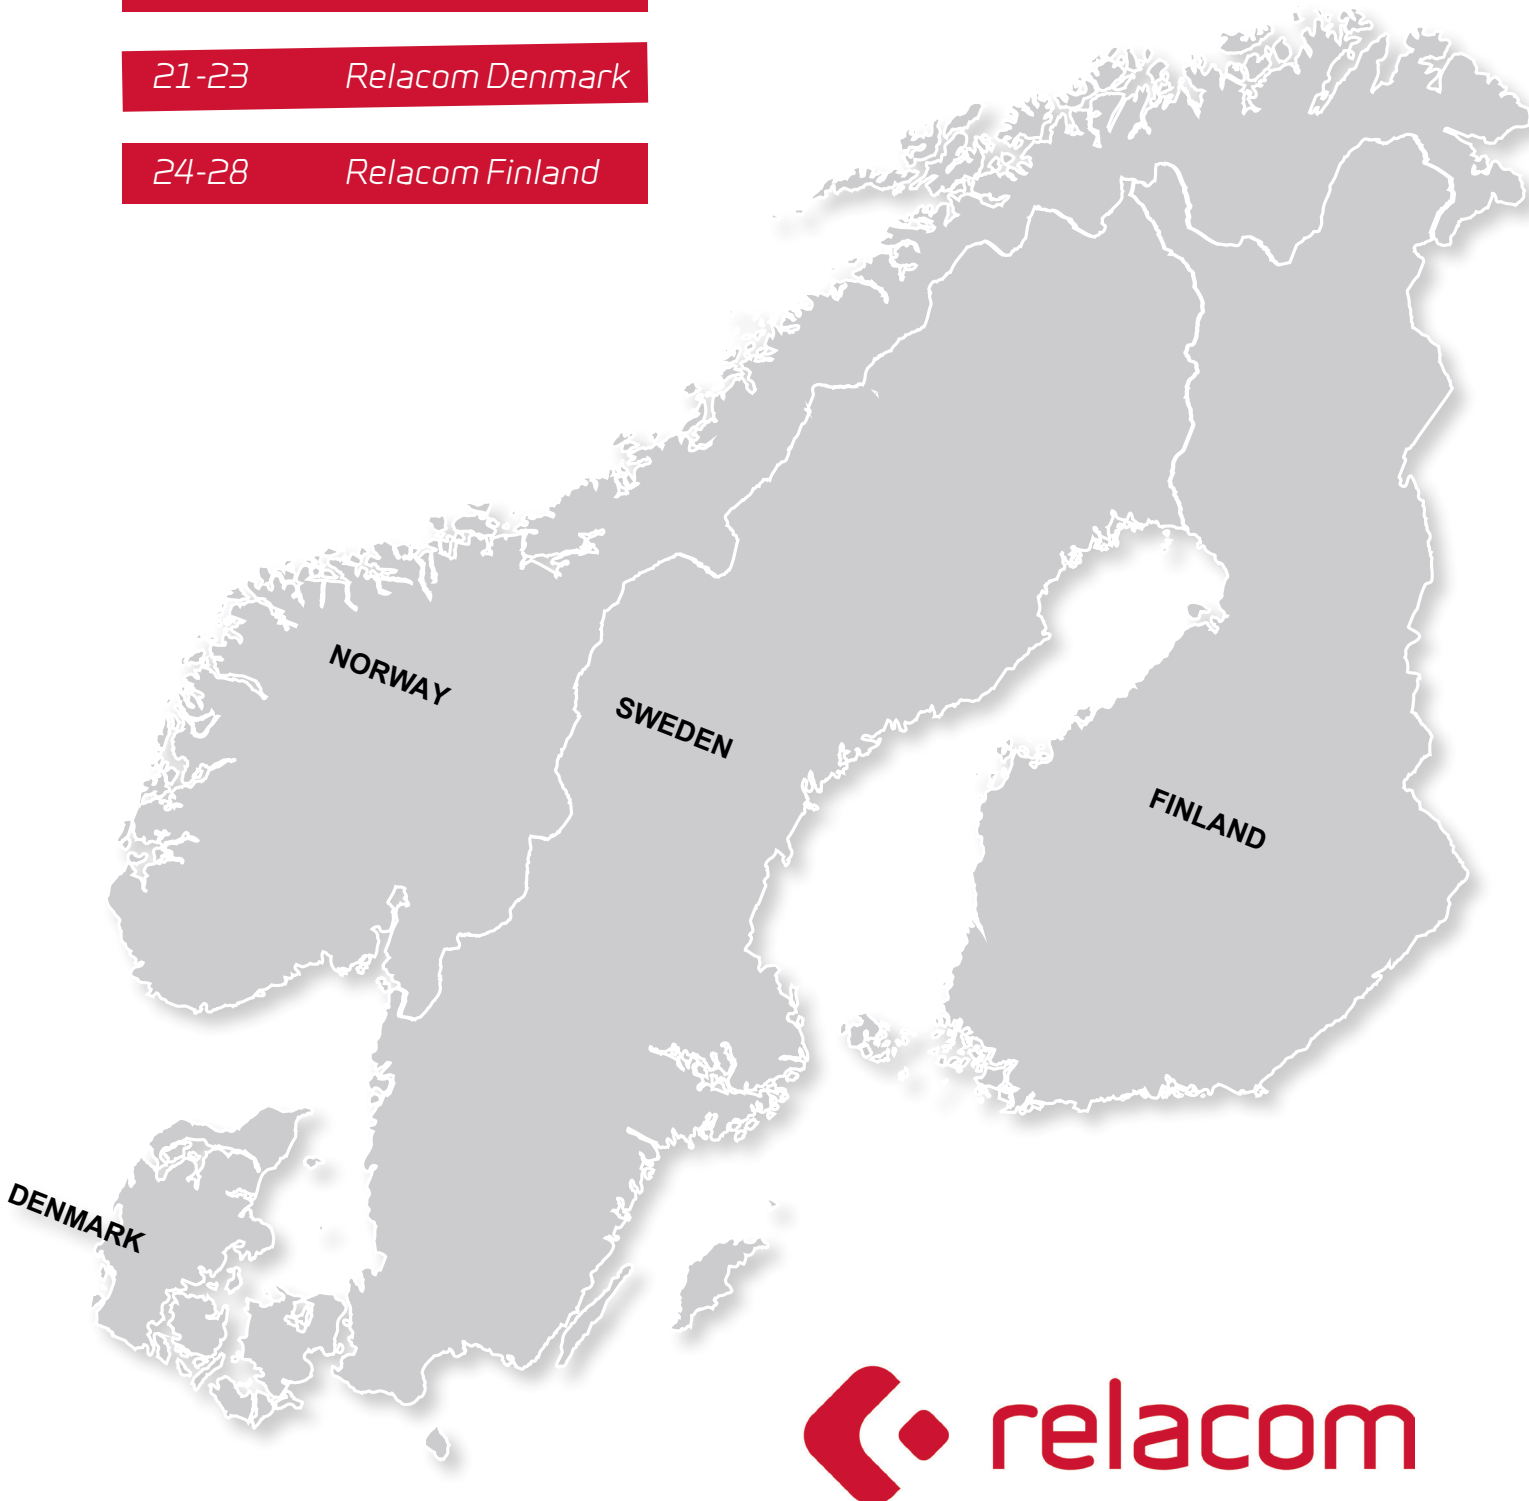 21-23 Relacom Denmark
24-28 Relacom Finland
NORWAY
SWEDEN
FINLAND
DENMARK
relacom